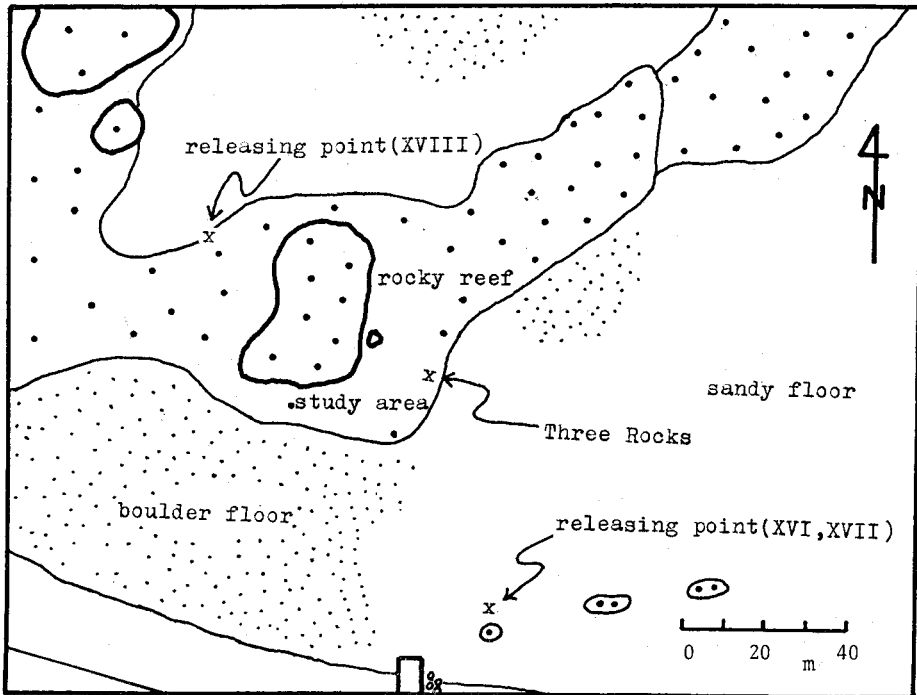 releasing point(XVIII)
N
rocky reef
sandy floor
.study area
Three Rocks
boulder floor
releasing point(XVI,XVII)
x
x
x
0 20 40
m